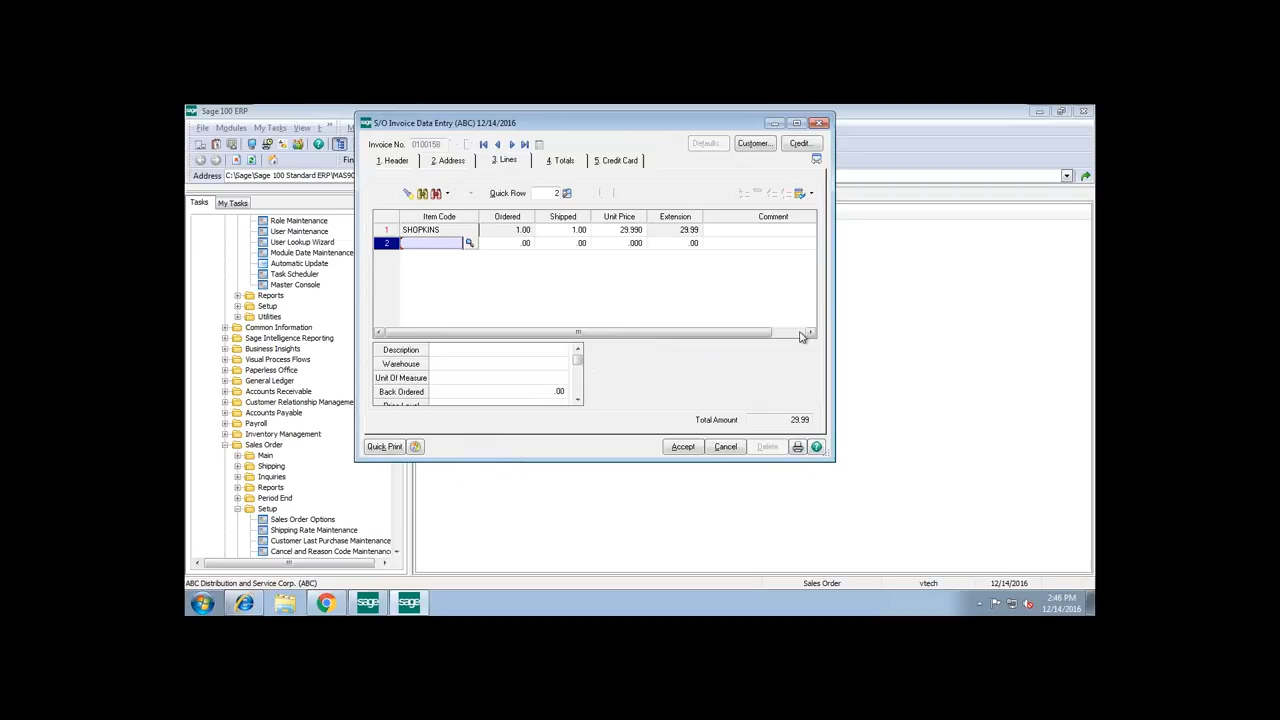 Sage 100 ERP
File Modules My Tasks View
Address C:\Sage\Sage 100 Standard ERP\MAS90
Tasks My Tasks
Role Maintenance
User Maintenance
User Lookup Wizard
Module Date Maintenance
Automatic Update
Task Scheduler
Master Console
Reports
Setup
Utilities
Common Information
Sage Intelligence Reporting
Business Insights
Visual Process Flows
Paperless Office
General Ledger
Accounts Receivable
Customer Relationship Manageme
Accounts Payable
Payroll
Inventory Management
Sales Order
Main
Shipping
Inquiries
Reports
Period End
Setup
Sales Order Options
Shipping Rate Maintenance
Customer Last Purchase Maintenance
Cancel and Reason Code Maintenanc
S/O Invoice Data Entry (ABC) 12/14/2016
Invoice No. 0100158
Defaults... Customer... Credit...
1. Header 2. Address 3. Lines 4. Totals 5. Credit Card
Quick Row 2
Item Code Ordered Shipped Unit Price Extension Comment
1 SHOPKINS 1.00 1.00 29.990 29.99
2 .00 .00 .000 .00
Description
Warehouse
Unit Of Measure
Back Ordered .00
Total Amount 29.99
Quick Print Accept Cancel Delete
ABC Distribution and Service Corp. (ABC) Sales Order vtech 12/14/2016
sage sage
2:46 PM
12/14/2016